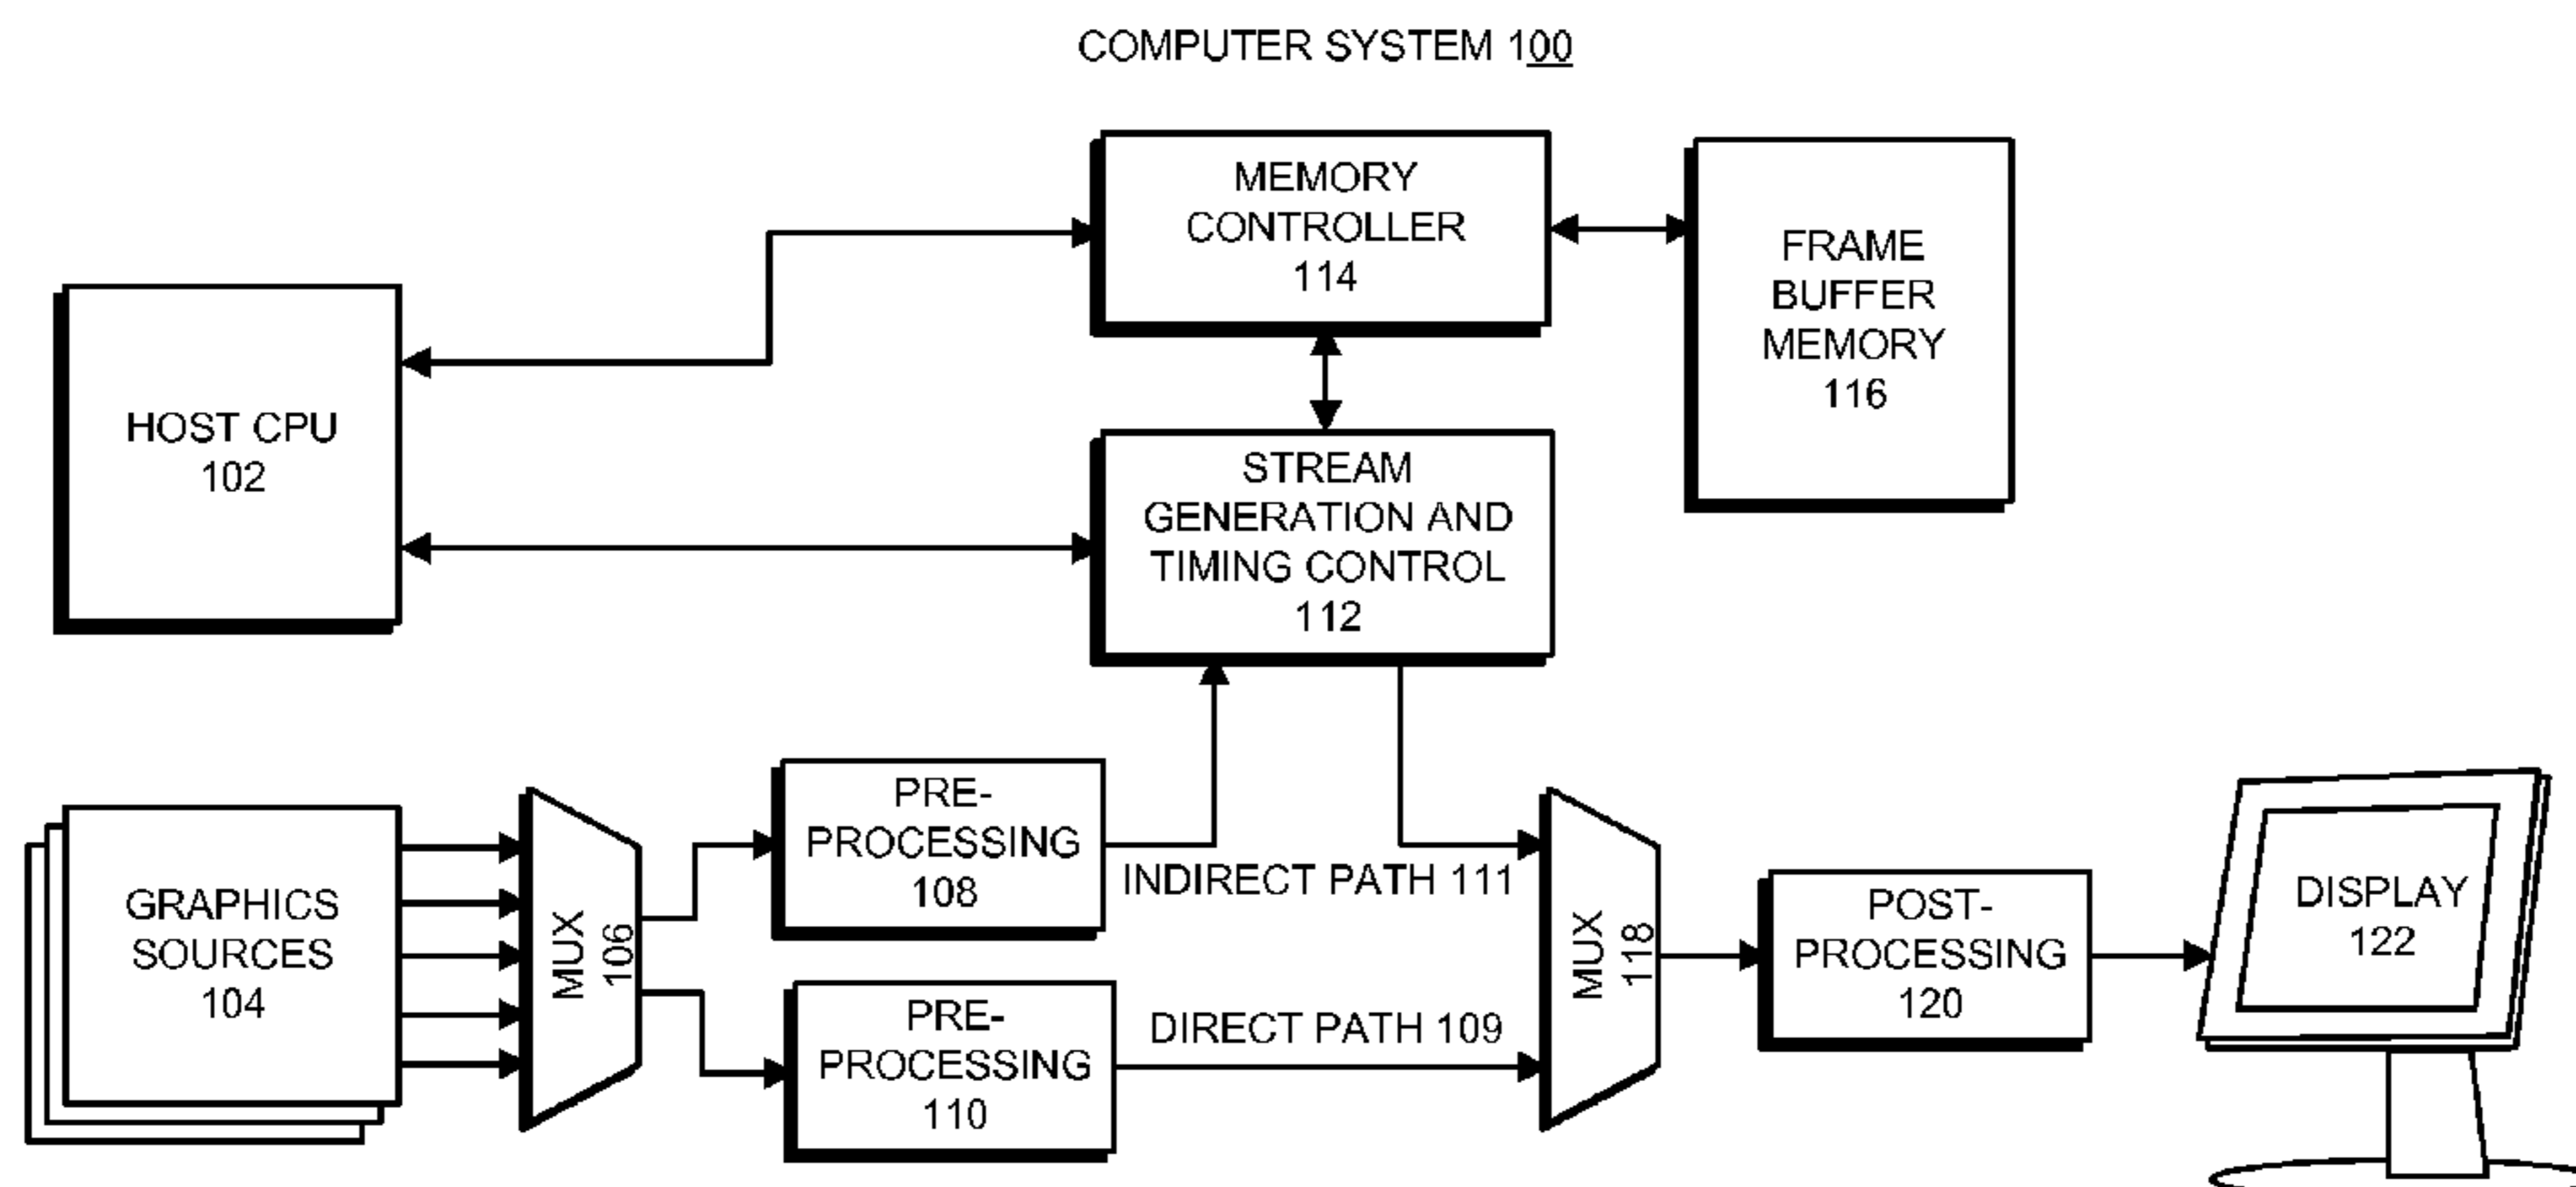 COMPUTER SYSTEM 100
MEMORY
CONTROLLER
114
FRAME
BUFFER
MEMORY
116
HOST CPU
102
STREAM
GENERATION AND
TIMING CONTROL
112
GRAPHICS
SOURCES
104
MUX
106
PRE-
PROCESSING
108
INDIRECT PATH 111
PRE-
PROCESSING
110
DIRECT PATH 109
MUX
118
POST-
PROCESSING
120
DISPLAY
122